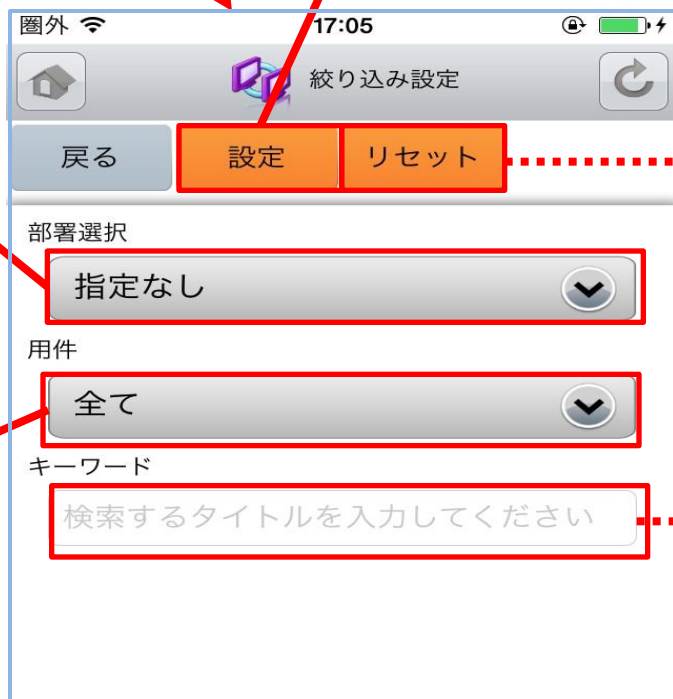 圏外 17:05
絞り込み設定
戻る 設定 リセット
部署選択
指定なし
用件
全て
キーワード
検索するタイトルを入力してください